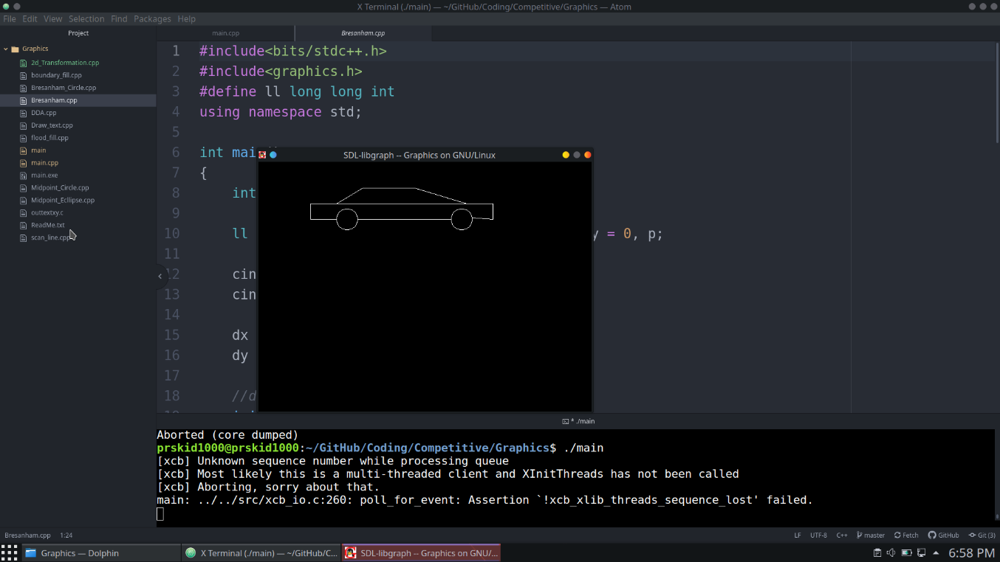 X Terminal (./main) — ~/GitHub/Coding/Competitive/Graphics — Atom
File Edit View Selection Find Packages Help
Project
main.cpp
Bresanham.cpp
Graphics
2d_Transformation.cpp
boundary_fill.cpp
Bresanham_Circle.cpp
Bresanham.cpp
DDA.cpp
Draw_text.cpp
flood_fill.cpp
main
main.cpp
main.exe
Midpoint_Circle.cpp
Midpoint_Ecllipse.cpp
outtextxy.c
ReadMe.txt
scan_line.cpp
1 #include<bits/stdc++.h>
2 #include<graphics.h>
3 #define ll long long int
4 using namespace std;
5
6 int mai
7 {
8 int
9
10 ll y = 0, p;
11
12 cin
13 cin
14
15 dx
16 dy
17
18 //d
SDL-libgraph -- Graphics on GNU/Linux
* ./main
Aborted (core dumped)
prskid1000@prskid1000:~/GitHub/Coding/Competitive/Graphics$ ./main
[xcb] Unknown sequence number while processing queue
[xcb] Most likely this is a multi-threaded client and XInitThreads has not been called
[xcb] Aborting, sorry about that.
main: ../../src/xcb_io.c:260: poll_for_event: Assertion `!xcb_xlib_threads_sequence_lost' failed.
Bresanham.cpp 1:24 LF UTF-8 C++ master Fetch GitHub Git (3)
Graphics — Dolphin
X Terminal (./main) — ~/GitHub/C...
SDL-libgraph -- Graphics on GNU/...
6:58 PM